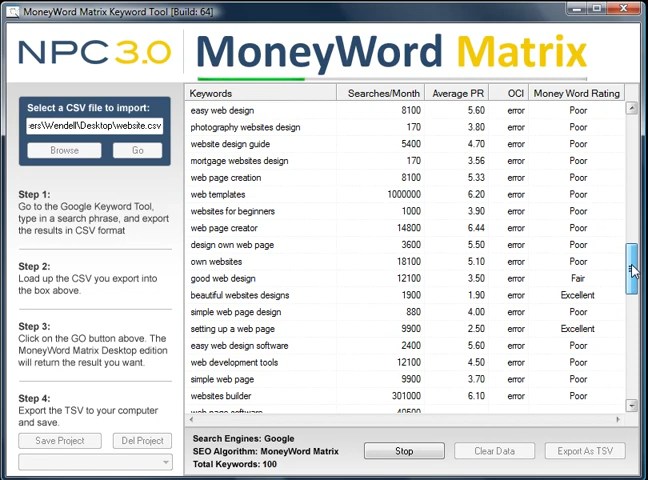 MoneyWord Matrix Keyword Tool [Build: 64]
NPC 3.0
MoneyWord Matrix
Select a CSV file to import:
ers\Wendell\Desktop\website.csv
Browse Go
Step 1:
Go to the Google Keyword Tool,
type in a search phrase, and export
the results in CSV format
Step 2:
Load up the CSV you export into
the box above.
Step 3:
Click on the GO button above. The
MoneyWord Matrix Desktop edition
will return the result you want.
Step 4:
Export the TSV to your computer
and save.
Save Project Del Project
Keywords Searches/Month Average PR OCI Money Word Rating
easy web design 8100 5.60 error Poor
photography websites design 170 3.80 error Poor
website design guide 5400 4.70 error Poor
mortgage websites design 170 3.56 error Poor
web page creation 8100 5.33 error Poor
web templates 1000000 6.20 error Poor
websites for beginners 1000 3.90 error Poor
web page creator 14800 6.44 error Poor
design own web page 3600 5.50 error Poor
own websites 18100 5.10 error Poor
good web design 12100 3.50 error Fair
beautiful websites designs 1900 1.90 error Excellent
simple web page design 880 4.00 error Poor
setting up a web page 9900 2.50 error Excellent
easy web design software 2400 5.60 error Poor
web development tools 12100 4.50 error Poor
simple web page 9900 3.70 error Poor
websites builder 301000 6.10 error Poor
web page software 40500
Search Engines: Google
SEO Algorithm: MoneyWord Matrix
Total Keywords: 100
Stop Clear Data Export As TSV